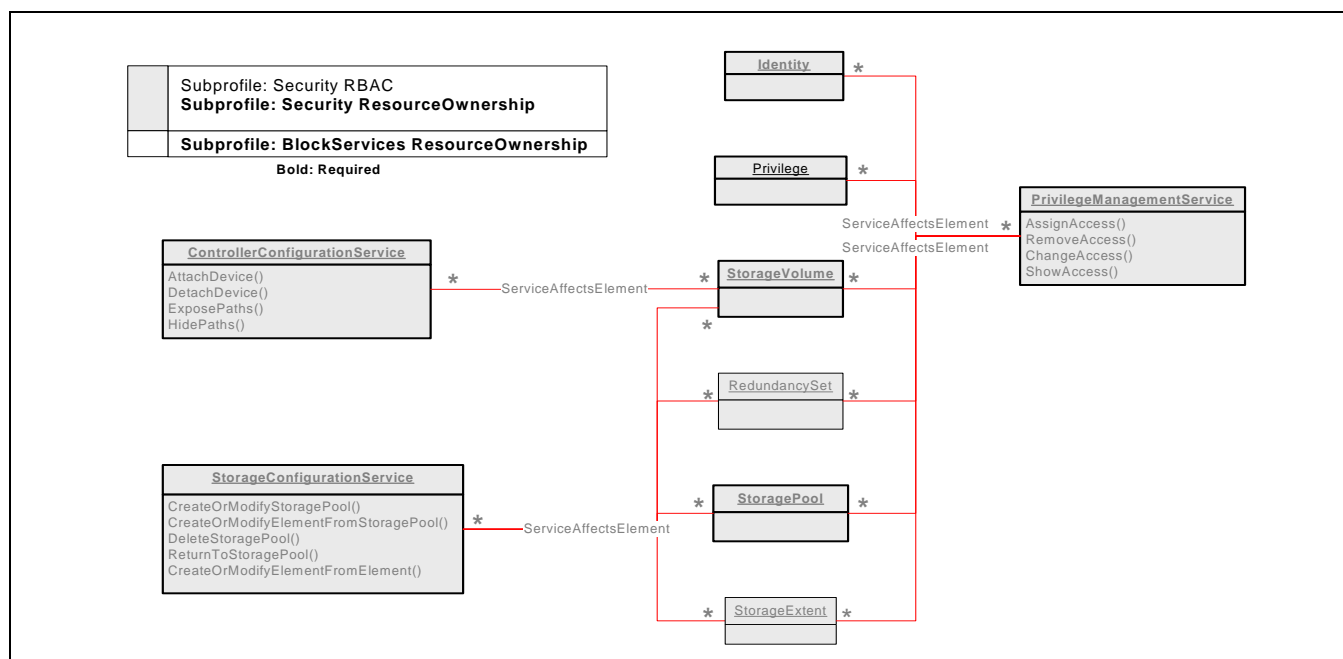 Subprofile: Security RBAC
Subprofile: Security ResourceOwnership
Subprofile: BlockServices ResourceOwnership
Bold: Required
Identity
*
Privilege
*
ServiceAffectsElement
*
ServiceAffectsElement
PrivilegeManagementService
AssignAccess()
RemoveAccess()
ChangeAccess()
ShowAccess()
ControllerConfigurationService
AttachDevice()
DetachDevice()
ExposePaths()
HidePaths()
*
ServiceAffectsElement
*
StorageVolume
*
*
*
RedundancySet
*
StorageConfigurationService
CreateOrModifyStoragePool()
CreateOrModifyElementFromStoragePool()
DeleteStoragePool()
ReturnToStoragePool()
CreateOrModifyElementFromElement()
*
ServiceAffectsElement
*
StoragePool
*
*
StorageExtent
*